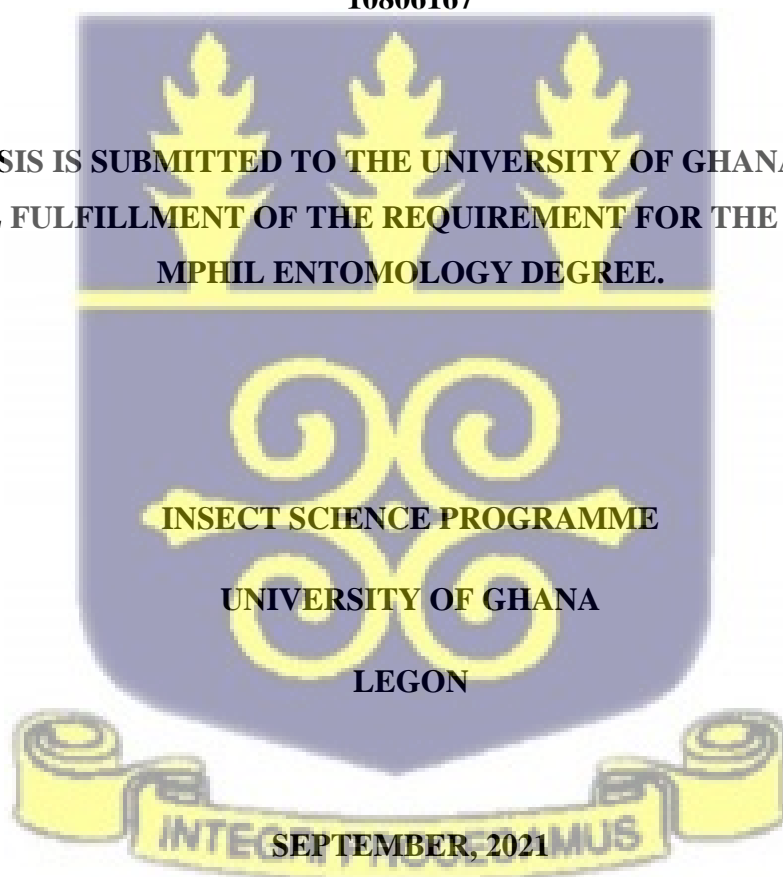 10806167
SIS IS SUBMITTED TO THE UNIVERSITY OF GHANA
FULFILLMENT OF THE REQUIREMENT FOR THE
MPHIL ENTOMOLOGY DEGREE.
INSECT SCIENCE PROGRAMME
UNIVERSITY OF GHANA
LEGON
SEPTEMBER, 2021